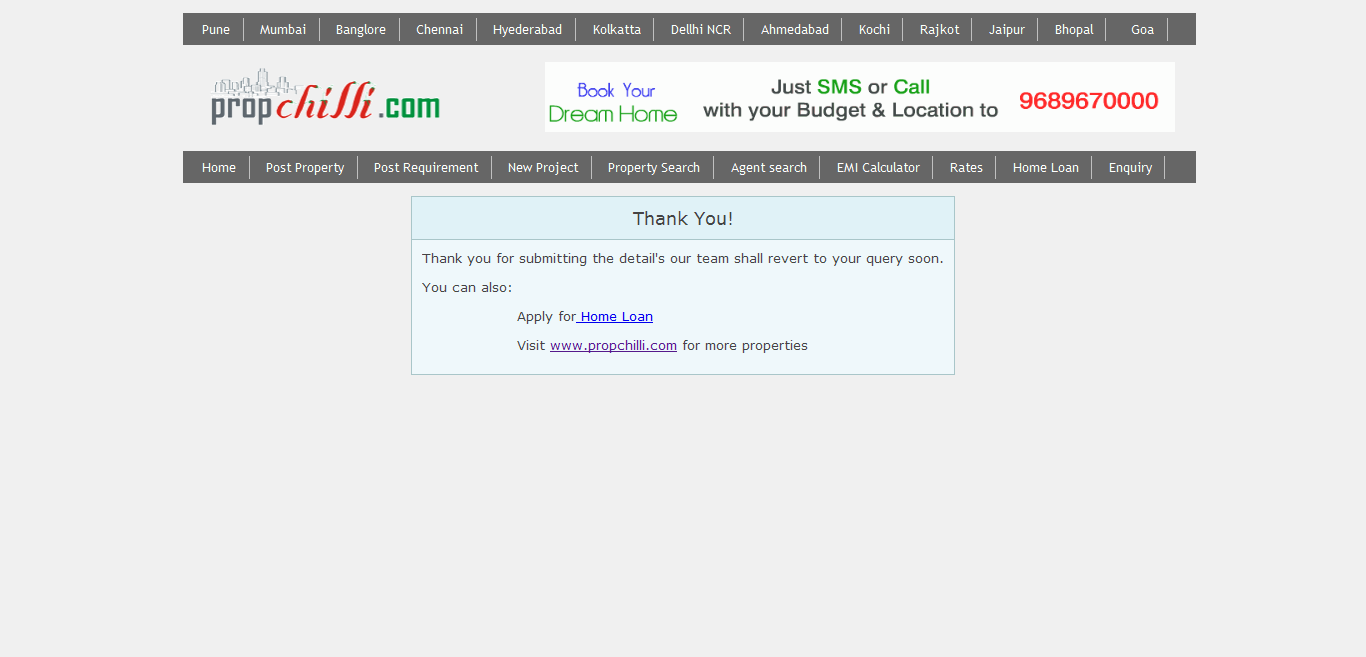 Pune Mumbai Banglore Chennai Hyederabad Kolkatta Dellhi NCR Ahmedabad Kochi Rajkot Jaipur Bhopal Goa
propchilli.com
Book Your
Dream Home
Just SMS or Call
with your Budget & Location to
9689670000
Home Post Property Post Requirement New Project Property Search Agent search EMI Calculator Rates Home Loan Enquiry
Thank You!
Thank you for submitting the detail's our team shall revert to your query soon.
You can also:
Apply for Home Loan
Visit www.propchilli.com for more properties